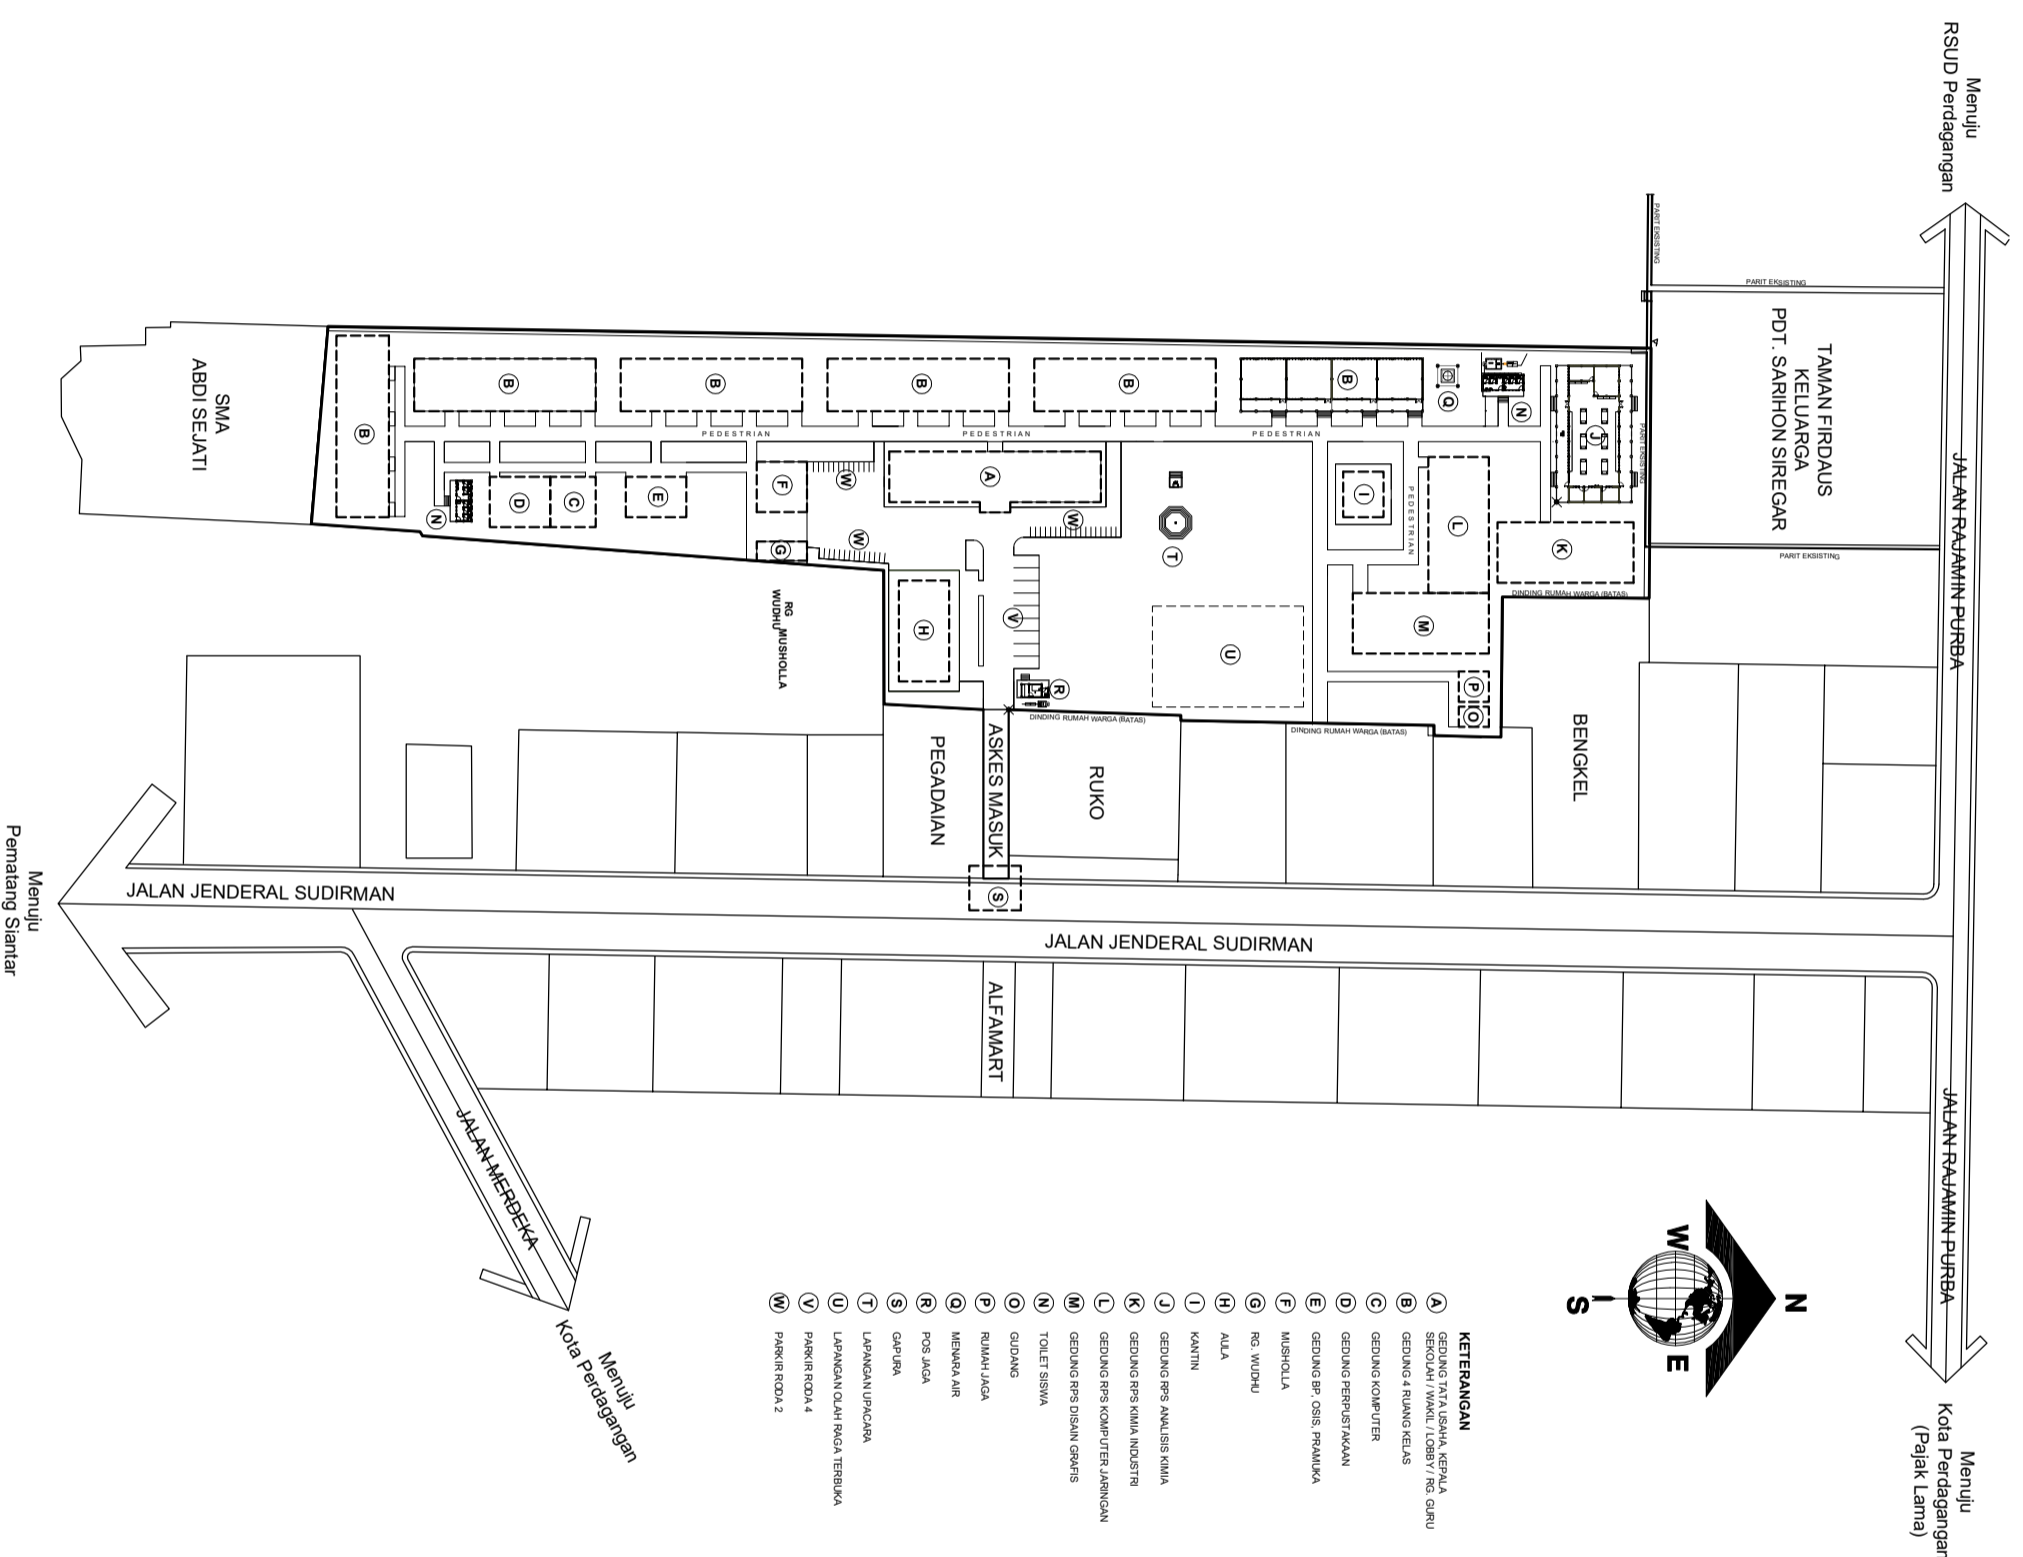 Menuju
RSUD Perdagangan
JALAN RAJAMIN PURBA
JALAN RAJAMIN PURBA
Menuju
Kota Perdagangan
(Pajak Lama)
TAMAN FIRDAUS
KELUARGA
PDT. SARIHON SIREGAR
PARIT EKSISTING
PARIT EKSISTING
PARIT EKSISTING
PARIT EKSISTING
DINDING RUMAH WARGA (BATAS)
DINDING RUMAH WARGA (BATAS)
DINDING RUMAH WARGA (BATAS)
SMA
ABDI SEJATI
B
B
B
B
B
B
Q
N
J
K
L
M
I
P
O
PEDESTRIAN
PEDESTRIAN
PEDESTRIAN
PEDESTRIAN
A
W
W
W
T
U
V
R
H
F
G
E
C
D
N
RG
WUDHU
MUSHOLLA
BENGKEL
RUKO
ASKES MASUK
PEGADAIAN
S
JALAN JENDERAL SUDIRMAN
JALAN JENDERAL SUDIRMAN
Menuju
Pematang Siantar
ALFAMART
JALAN MERDEKA
Menuju
Kota Perdagangan
N
W
E
S
KETERANGAN
A GEDUNG TATA USAHA, KEPALA
SEKOLAH / WAKIL / LOBBY / RG. GURU
B GEDUNG 4 RUANG KELAS
C GEDUNG KOMPUTER
D GEDUNG PERPUSTAKAAN
E GEDUNG BP, OSIS, PRAMUKA
F MUSHOLLA
G RG. WUDHU
H AULA
I KANTIN
J GEDUNG RPS ANALISIS KIMIA
K GEDUNG RPS KIMIA INDUSTRI
L GEDUNG RPS KOMPUTER JARINGAN
M GEDUNG RPS DISAIN GRAFIS
N TOILET SISWA
O GUDANG
P RUMAH JAGA
Q MENARA AIR
R POS JAGA
S GAPURA
T LAPANGAN UPACARA
U LAPANGAN OLAH RAGA TERBUKA
V PARKIR RODA 4
W PARKIR RODA 2